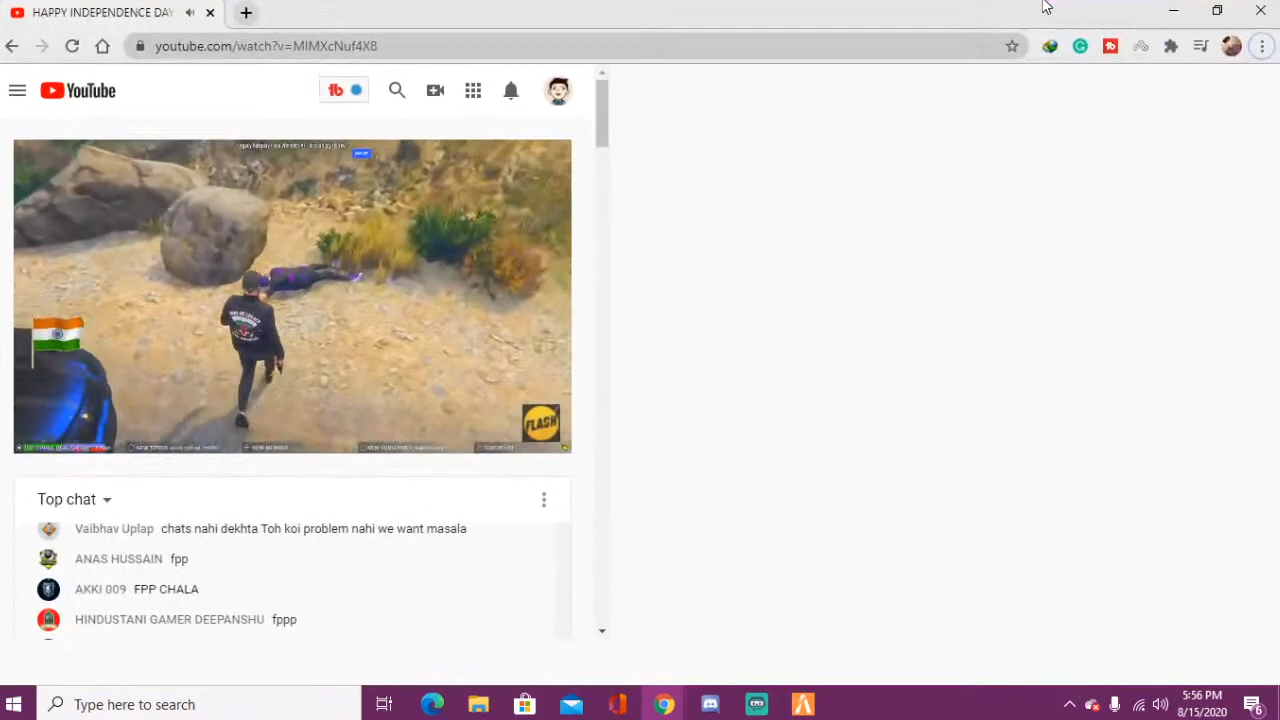 HAPPY INDEPENDENCE DAY
youtube.com/watch?v=MIMXcNuf4X8
YouTube
FLASH
Top chat
Vaibhav Uplap chats nahi dekhta Toh koi problem nahi we want masala
ANAS HUSSAIN fpp
AKKI 009 FPP CHALA
HINDUSTANI GAMER DEEPANSHU fppp
Type here to search
5:56 PM
8/15/2020
6